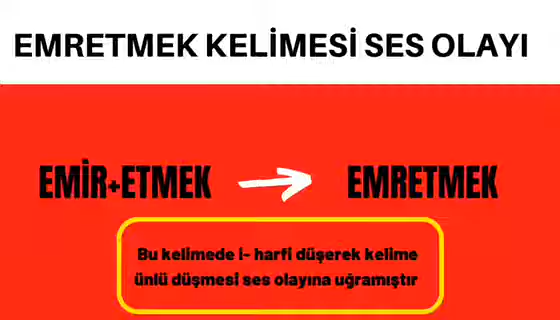 EMRETMEK KELİMESİ SES OLAYI
EMİR+ETMEK EMRETMEK
Bu kelimede i- harfi düşerek kelime
ünlü düşmesi ses olayına uğramıştır